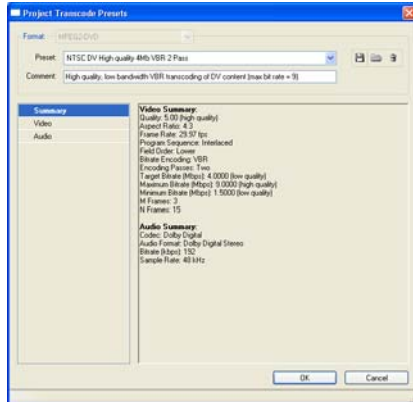 Project Transcode Presets
Format: MPEG2-DVD
Preset: NTSC DV High quality 4Mb VBR 2 Pass
Comment: High quality, low bandwidth VBR transcoding of DV content (max bit rate = 9)
Summary
Video
Audio
Video Summary:
Quality: 5.00 (high quality)
Aspect Ratio: 4:3
Frame Rate: 29.97 fps
Program Sequence: Interlaced
Field Order: Lower
Bitrate Encoding: VBR
Encoding Passes: Two
Target Bitrate (Mbps): 4.0000 (low quality)
Maximum Bitrate (Mbps): 9.0000 (high quality)
Minimum Bitrate (Mbps): 1.5000 (low quality)
M Frames: 3
N Frames: 15
Audio Summary:
Codec: Dolby Digital
Audio Format: Dolby Digital Stereo
Bitrate (kbps): 192
Sample Rate: 48 kHz
OK Cancel